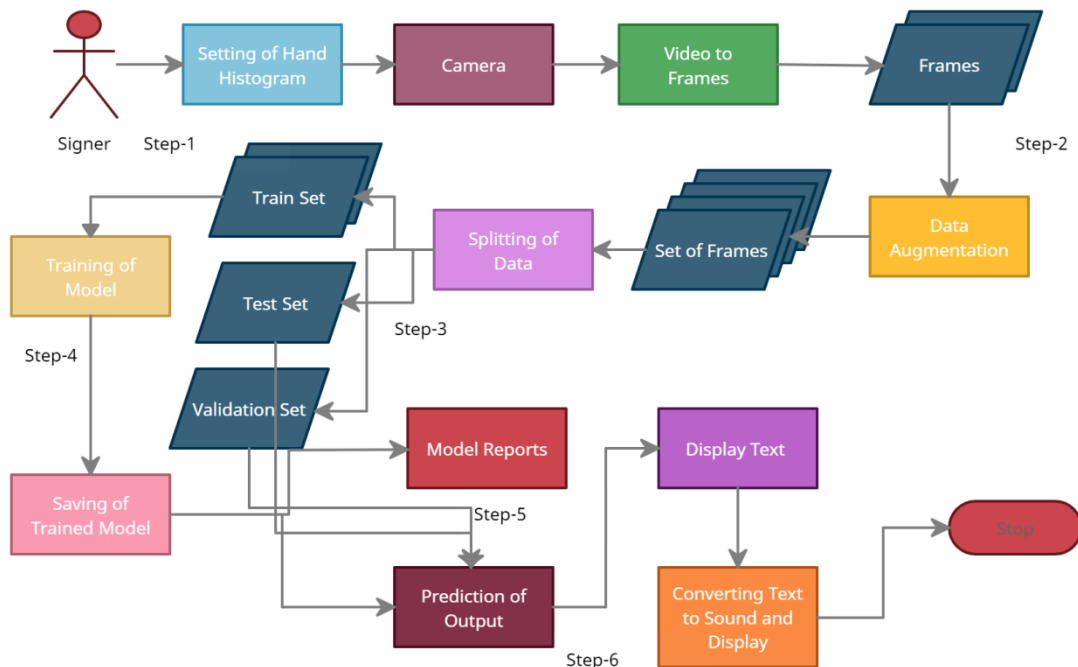 Setting of Hand
Histogram
Camera
Video to
Frames
Frames
Signer
Step-1
Step-2
Train Set
Splitting of
Data
Set of Frames
Data
Augmentation
Training of
Model
Test Set
Step-3
Step-4
Validation Set
Model Reports
Display Text
Saving of
Trained Model
Step-5
Stop
Prediction of
Output
Converting Text
to Sound and
Display
Step-6